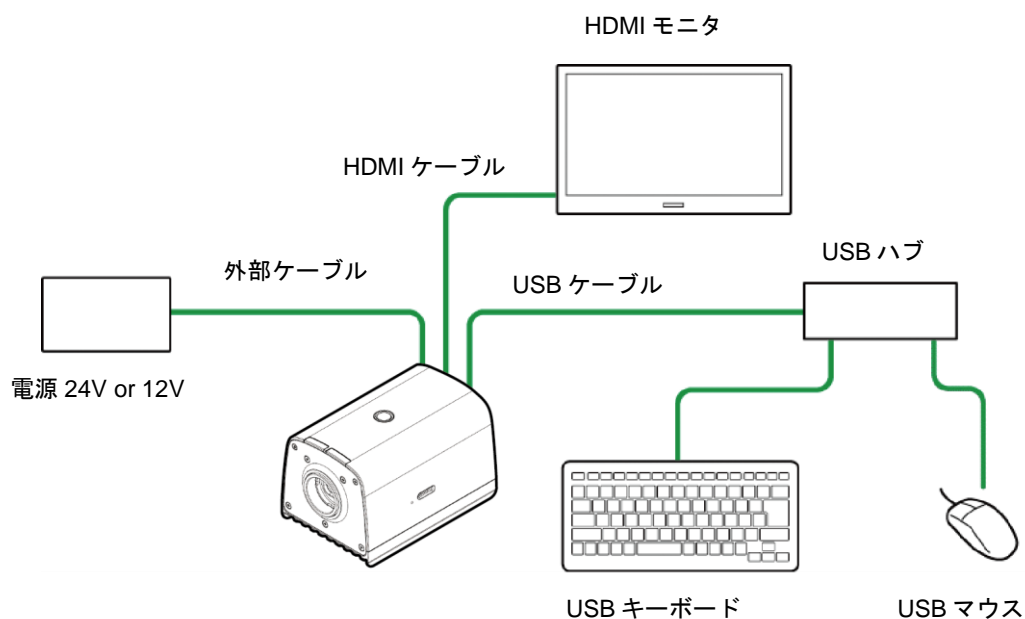 HDMI モニタ
HDMI ケーブル
USB ハブ
外部ケーブル
USB ケーブル
電源 24V or 12V
USB キーボード
USB マウス